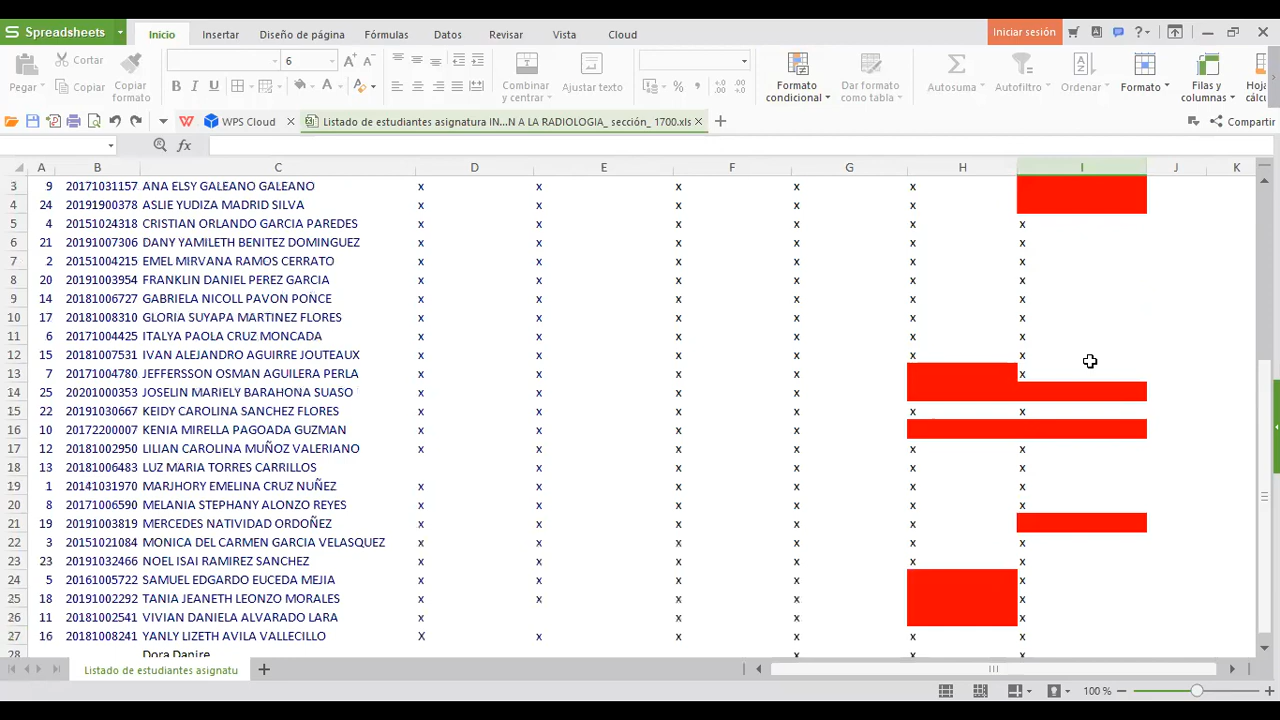 Spreadsheets Inicio Insertar Diseño de página Fórmulas Datos Revisar Vista Cloud Iniciar sesión
Pegar Cortar Copiar Copiar formato 6 N K S A Combinar y centrar Ajustar texto Formato condicional Dar formato como tabla Autosuma Autofiltro Ordenar Formato Filas y columnas Hoja cálc
WPS Cloud Listado de estudiantes asignatura IN...N A LA RADIOLOGIA_ sección_ 1700.xls Compartir
fx
A B C D E F G H I J K
3 9 20171031157 ANA ELSY GALEANO GALEANO x x x x x
4 24 20191900378 ASLIE YUDIZA MADRID SILVA x x x x x
5 4 20151024318 CRISTIAN ORLANDO GARCIA PAREDES x x x x x x
6 21 20191007306 DANY YAMILETH BENITEZ DOMINGUEZ x x x x x x
7 2 20151004215 EMEL MIRVANA RAMOS CERRATO x x x x x x
8 20 20191003954 FRANKLIN DANIEL PEREZ GARCIA x x x x x x
9 14 20181006727 GABRIELA NICOLL PAVON PONCE x x x x x x
10 17 20181008310 GLORIA SUYAPA MARTINEZ FLORES x x x x x x
11 6 20171004425 ITALYA PAOLA CRUZ MONCADA x x x x x x
12 15 20181007531 IVAN ALEJANDRO AGUIRRE JOUTEAUX x x x x x x
13 7 20171004780 JEFFERSSON OSMAN AGUILERA PERLA x x x x x
14 25 20201000353 JOSELIN MARIELY BARAHONA SUASO x x x x
15 22 20191030667 KEIDY CAROLINA SANCHEZ FLORES x x x x x x
16 10 20172200007 KENIA MIRELLA PAGOADA GUZMAN x x x x
17 12 20181002950 LILIAN CAROLINA MUÑOZ VALERIANO x x x x x x
18 13 20181006483 LUZ MARIA TORRES CARRILLOS x x x x x
19 1 20141031970 MARJHORY EMELINA CRUZ NUÑEZ x x x x x x
20 8 20171006590 MELANIA STEPHANY ALONZO REYES x x x x x x
21 19 20191003819 MERCEDES NATIVIDAD ORDOÑEZ x x x x x
22 3 20151021084 MONICA DEL CARMEN GARCIA VELASQUEZ x x x x x x
23 23 20191032466 NOEL ISAI RAMIREZ SANCHEZ x x x x x x
24 5 20161005722 SAMUEL EDGARDO EUCEDA MEJIA x x x x x
25 18 20191002292 TANIA JEANETH LEONZO MORALES x x x x x
26 11 20181002541 VIVIAN DANIELA ALVARADO LARA x x x x
27 16 20181008241 YANLY LIZETH AVILA VALLECILLO X x x x x x
28 Dora Danire x x x
Listado de estudiantes asignatu
100 %